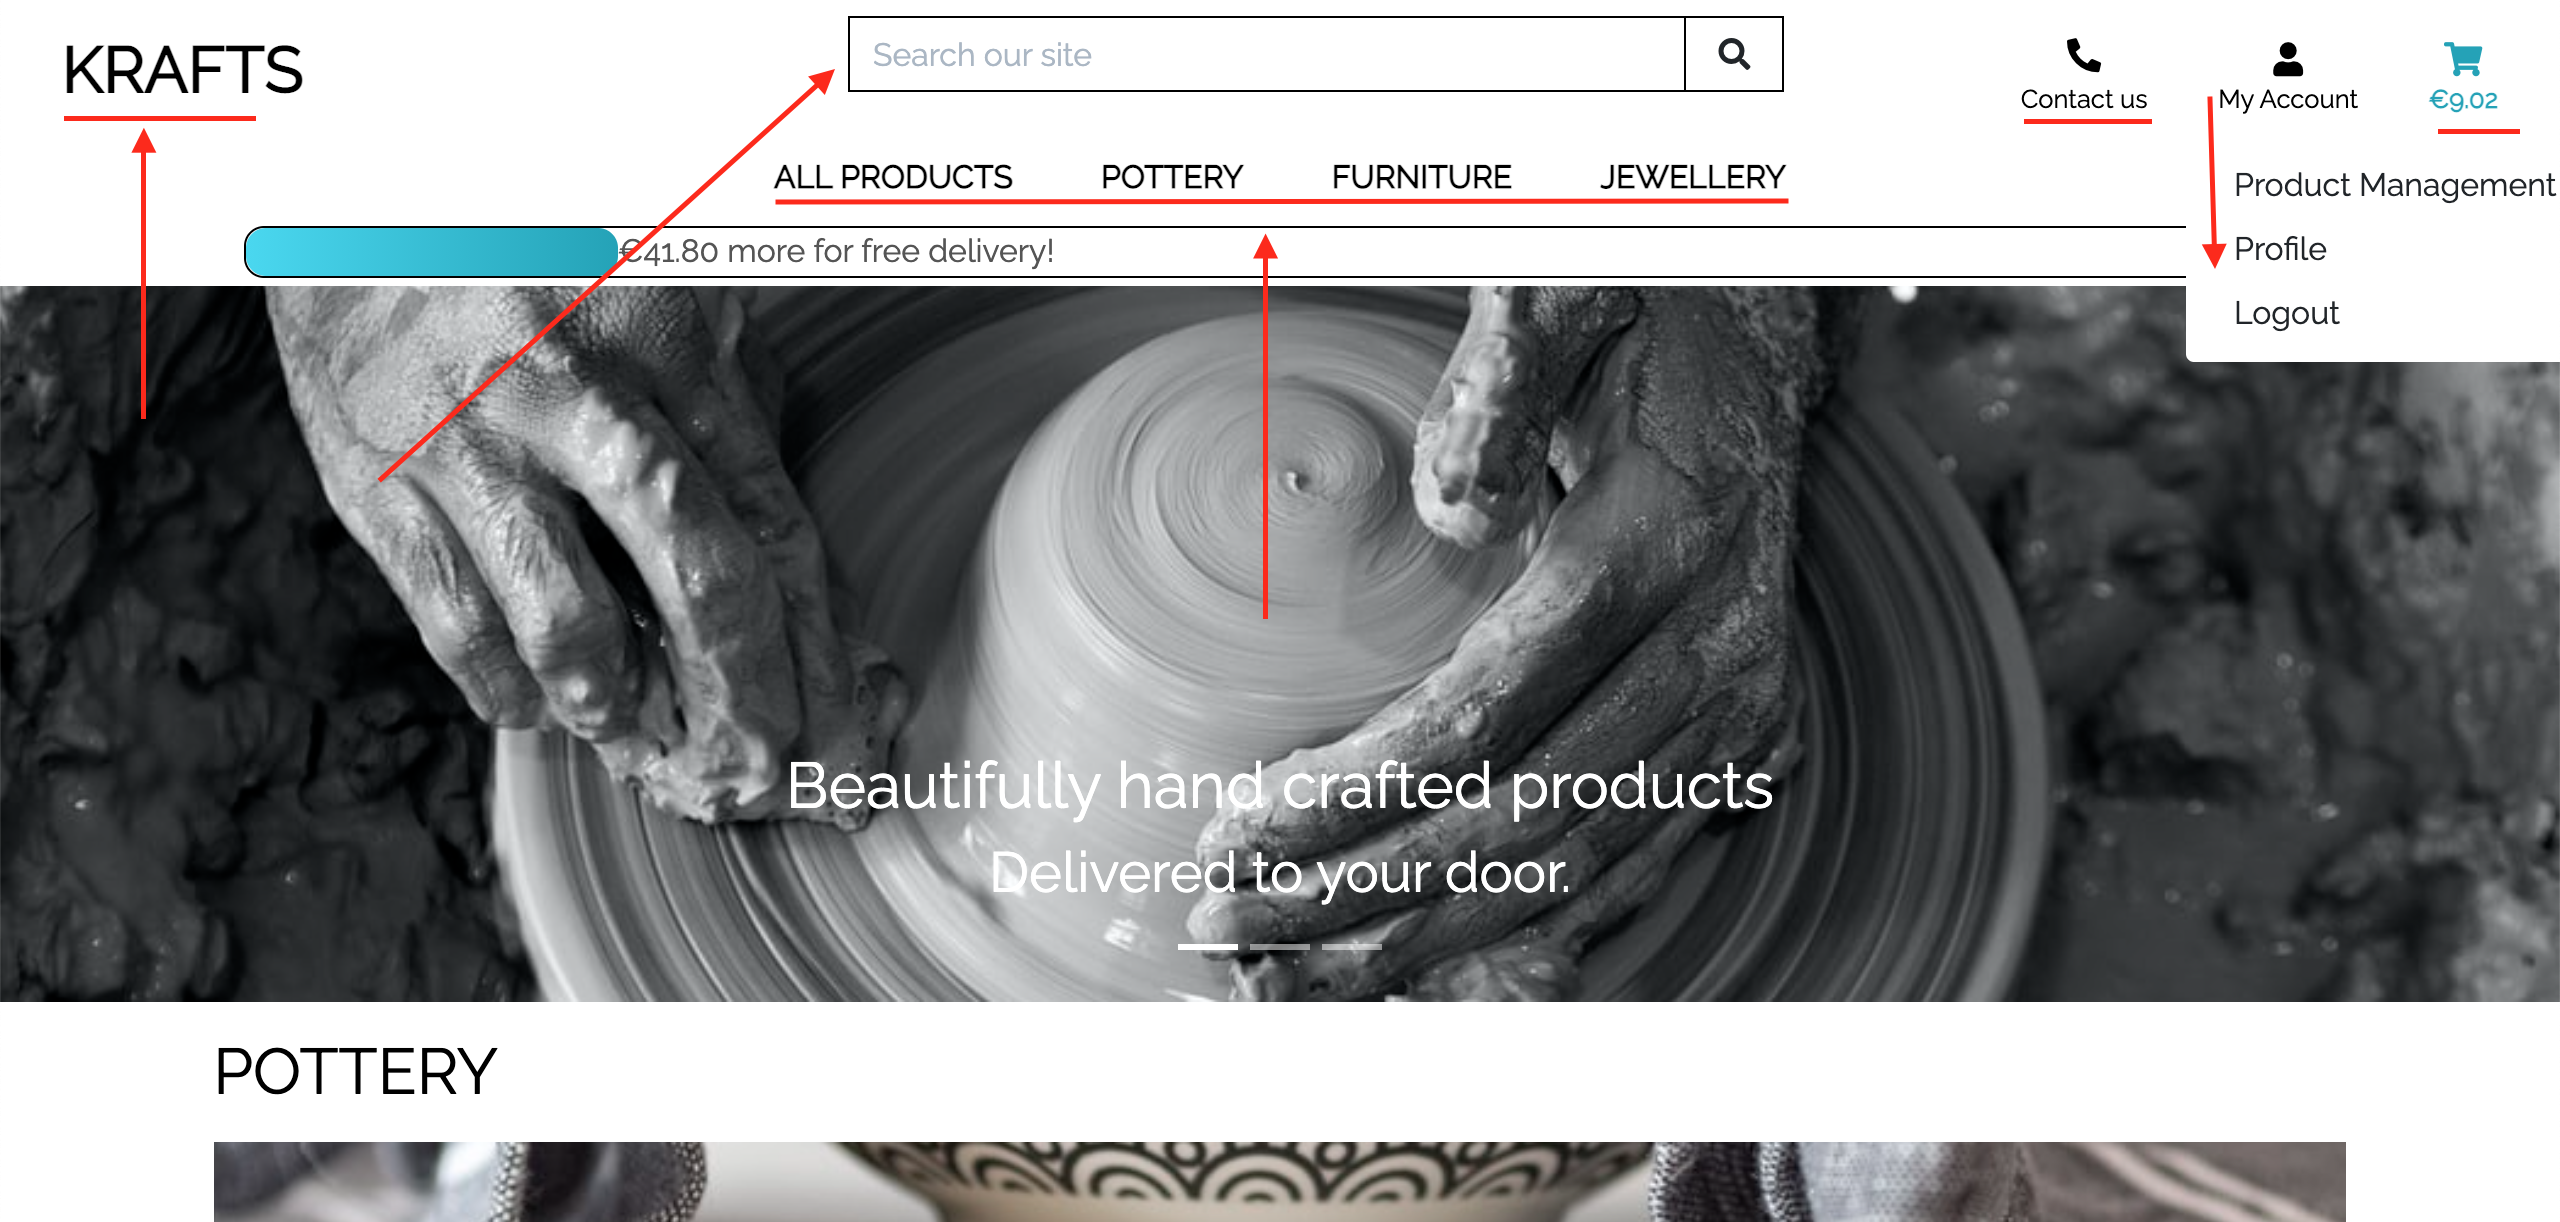 KRAFTS
Search our site
Contact us
My Account
€9.02
ALL PRODUCTS POTTERY FURNITURE JEWELLERY
Product Management
Profile
Logout
€41.80 more for free delivery!
Beautifully hand crafted products
Delivered to your door.
POTTERY